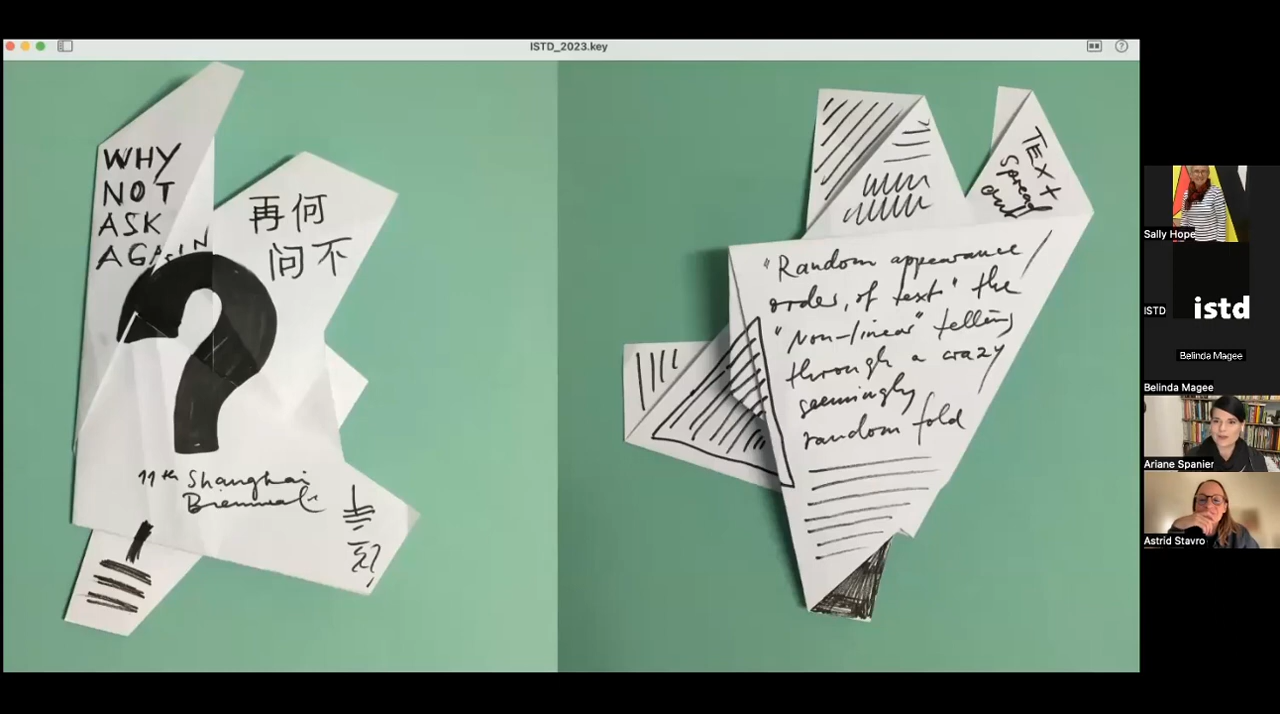 ISTD_2023.key
WHY
NOT
ASK
AGAIN
再何
问不
11th Shanghai
Biennale
TEXT
spread
out
"Random appearance/
order, of text" the
"Non-linear" telling
through a crazy
seemingly
random fold
Sally Hope
istd
ISTD
Belinda Magee
Belinda Magee
Ariane Spanier
Astrid Stavro